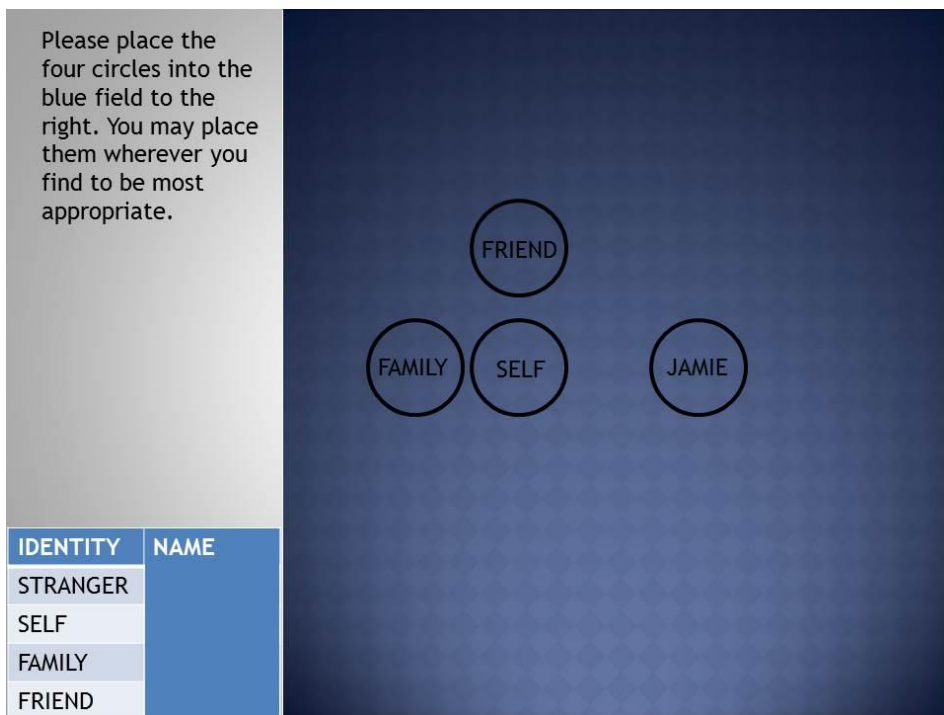 Please place the
four circles into the
blue field to the
right. You may place
them wherever you
find to be most
appropriate.
FRIEND
FAMILY SELF JAMIE
IDENTITY NAME
STRANGER
SELF
FAMILY
FRIEND